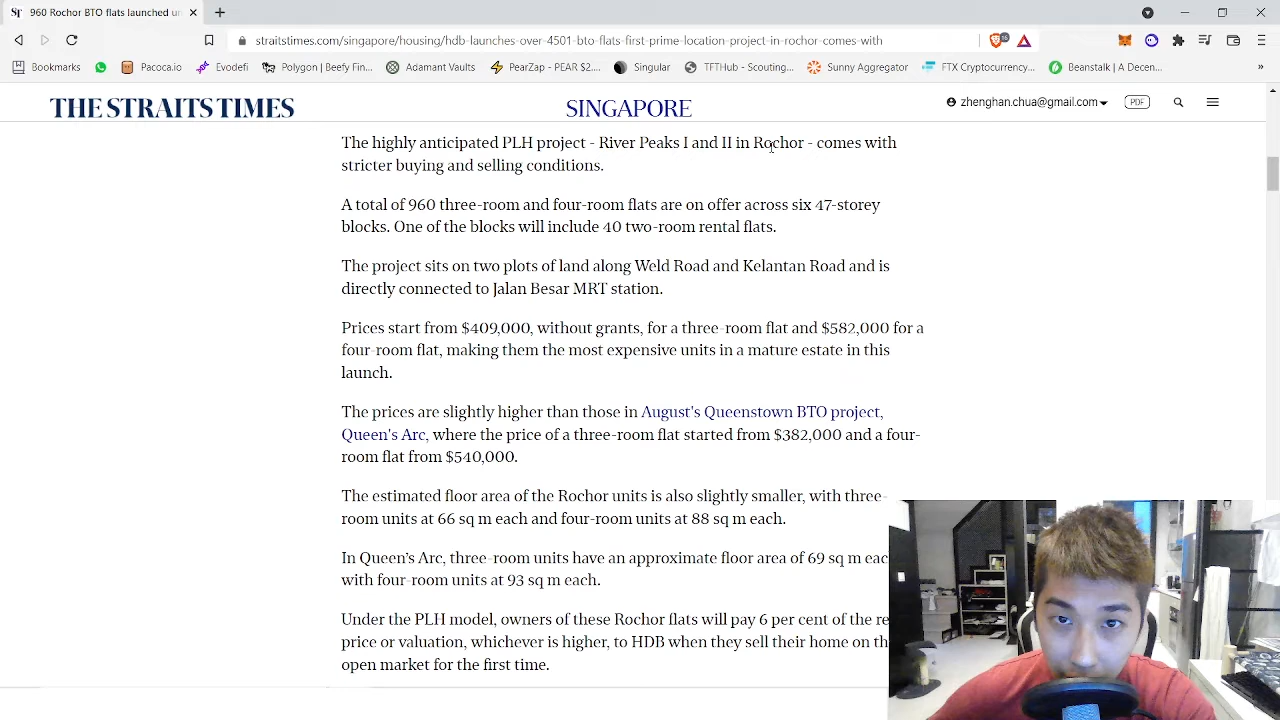 960 Rochor BTO flats launched un
straitstimes.com/singapore/housing/hdb-launches-over-4501-bto-flats-first-prime-location-project-in-rochor-comes-with
Bookmarks Pacoca.io Evodefi Polygon | Beefy Fin... Adamant Vaults PearZap - PEAR $2.... Singular TFTHub - Scouting... Sunny Aggregator FTX Cryptocurrency... Beanstalk | A Decen... »
THE STRAITS TIMES SINGAPORE zhenghan.chua@gmail.com PDF
The highly anticipated PLH project - River Peaks I and II in Rochor - comes with
stricter buying and selling conditions.
A total of 960 three-room and four-room flats are on offer across six 47-storey
blocks. One of the blocks will include 40 two-room rental flats.
The project sits on two plots of land along Weld Road and Kelantan Road and is
directly connected to Jalan Besar MRT station.
Prices start from $409,000, without grants, for a three-room flat and $582,000 for a
four-room flat, making them the most expensive units in a mature estate in this
launch.
The prices are slightly higher than those in August's Queenstown BTO project,
Queen's Arc, where the price of a three-room flat started from $382,000 and a four-
room flat from $540,000.
The estimated floor area of the Rochor units is also slightly smaller, with three-
room units at 66 sq m each and four-room units at 88 sq m each.
In Queen's Arc, three-room units have an approximate floor area of 69 sq m eac
with four-room units at 93 sq m each.
Under the PLH model, owners of these Rochor flats will pay 6 per cent of the re
price or valuation, whichever is higher, to HDB when they sell their home on th
open market for the first time.